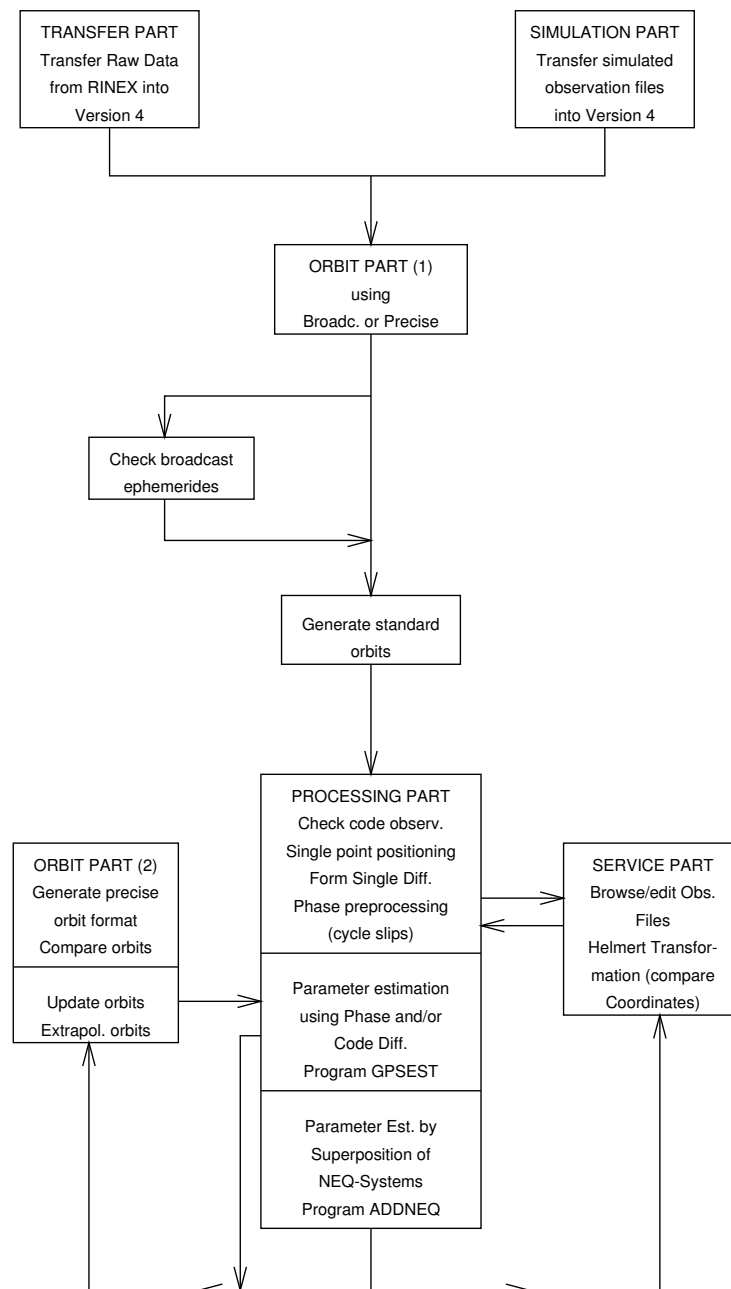 TRANSFER PART
Transfer Raw Data
from RINEX into
Version 4
SIMULATION PART
Transfer simulated
observation files
into Version 4
ORBIT PART (1)
using
Broadc. or Precise
Check broadcast
ephemerides
Generate standard
orbits
PROCESSING PART
Check code observ.
Single point positioning
Form Single Diff.
Phase preprocessing
(cycle slips)
ORBIT PART (2)
Generate precise
orbit format
Compare orbits
Update orbits
Extrapol. orbits
SERVICE PART
Browse/edit Obs.
Files
Helmert Transfor-
mation (compare
Coordinates)
Parameter estimation
using Phase and/or
Code Diff.
Program GPSEST
Parameter Est. by
Superposition of
NEQ-Systems
Program ADDNEQ